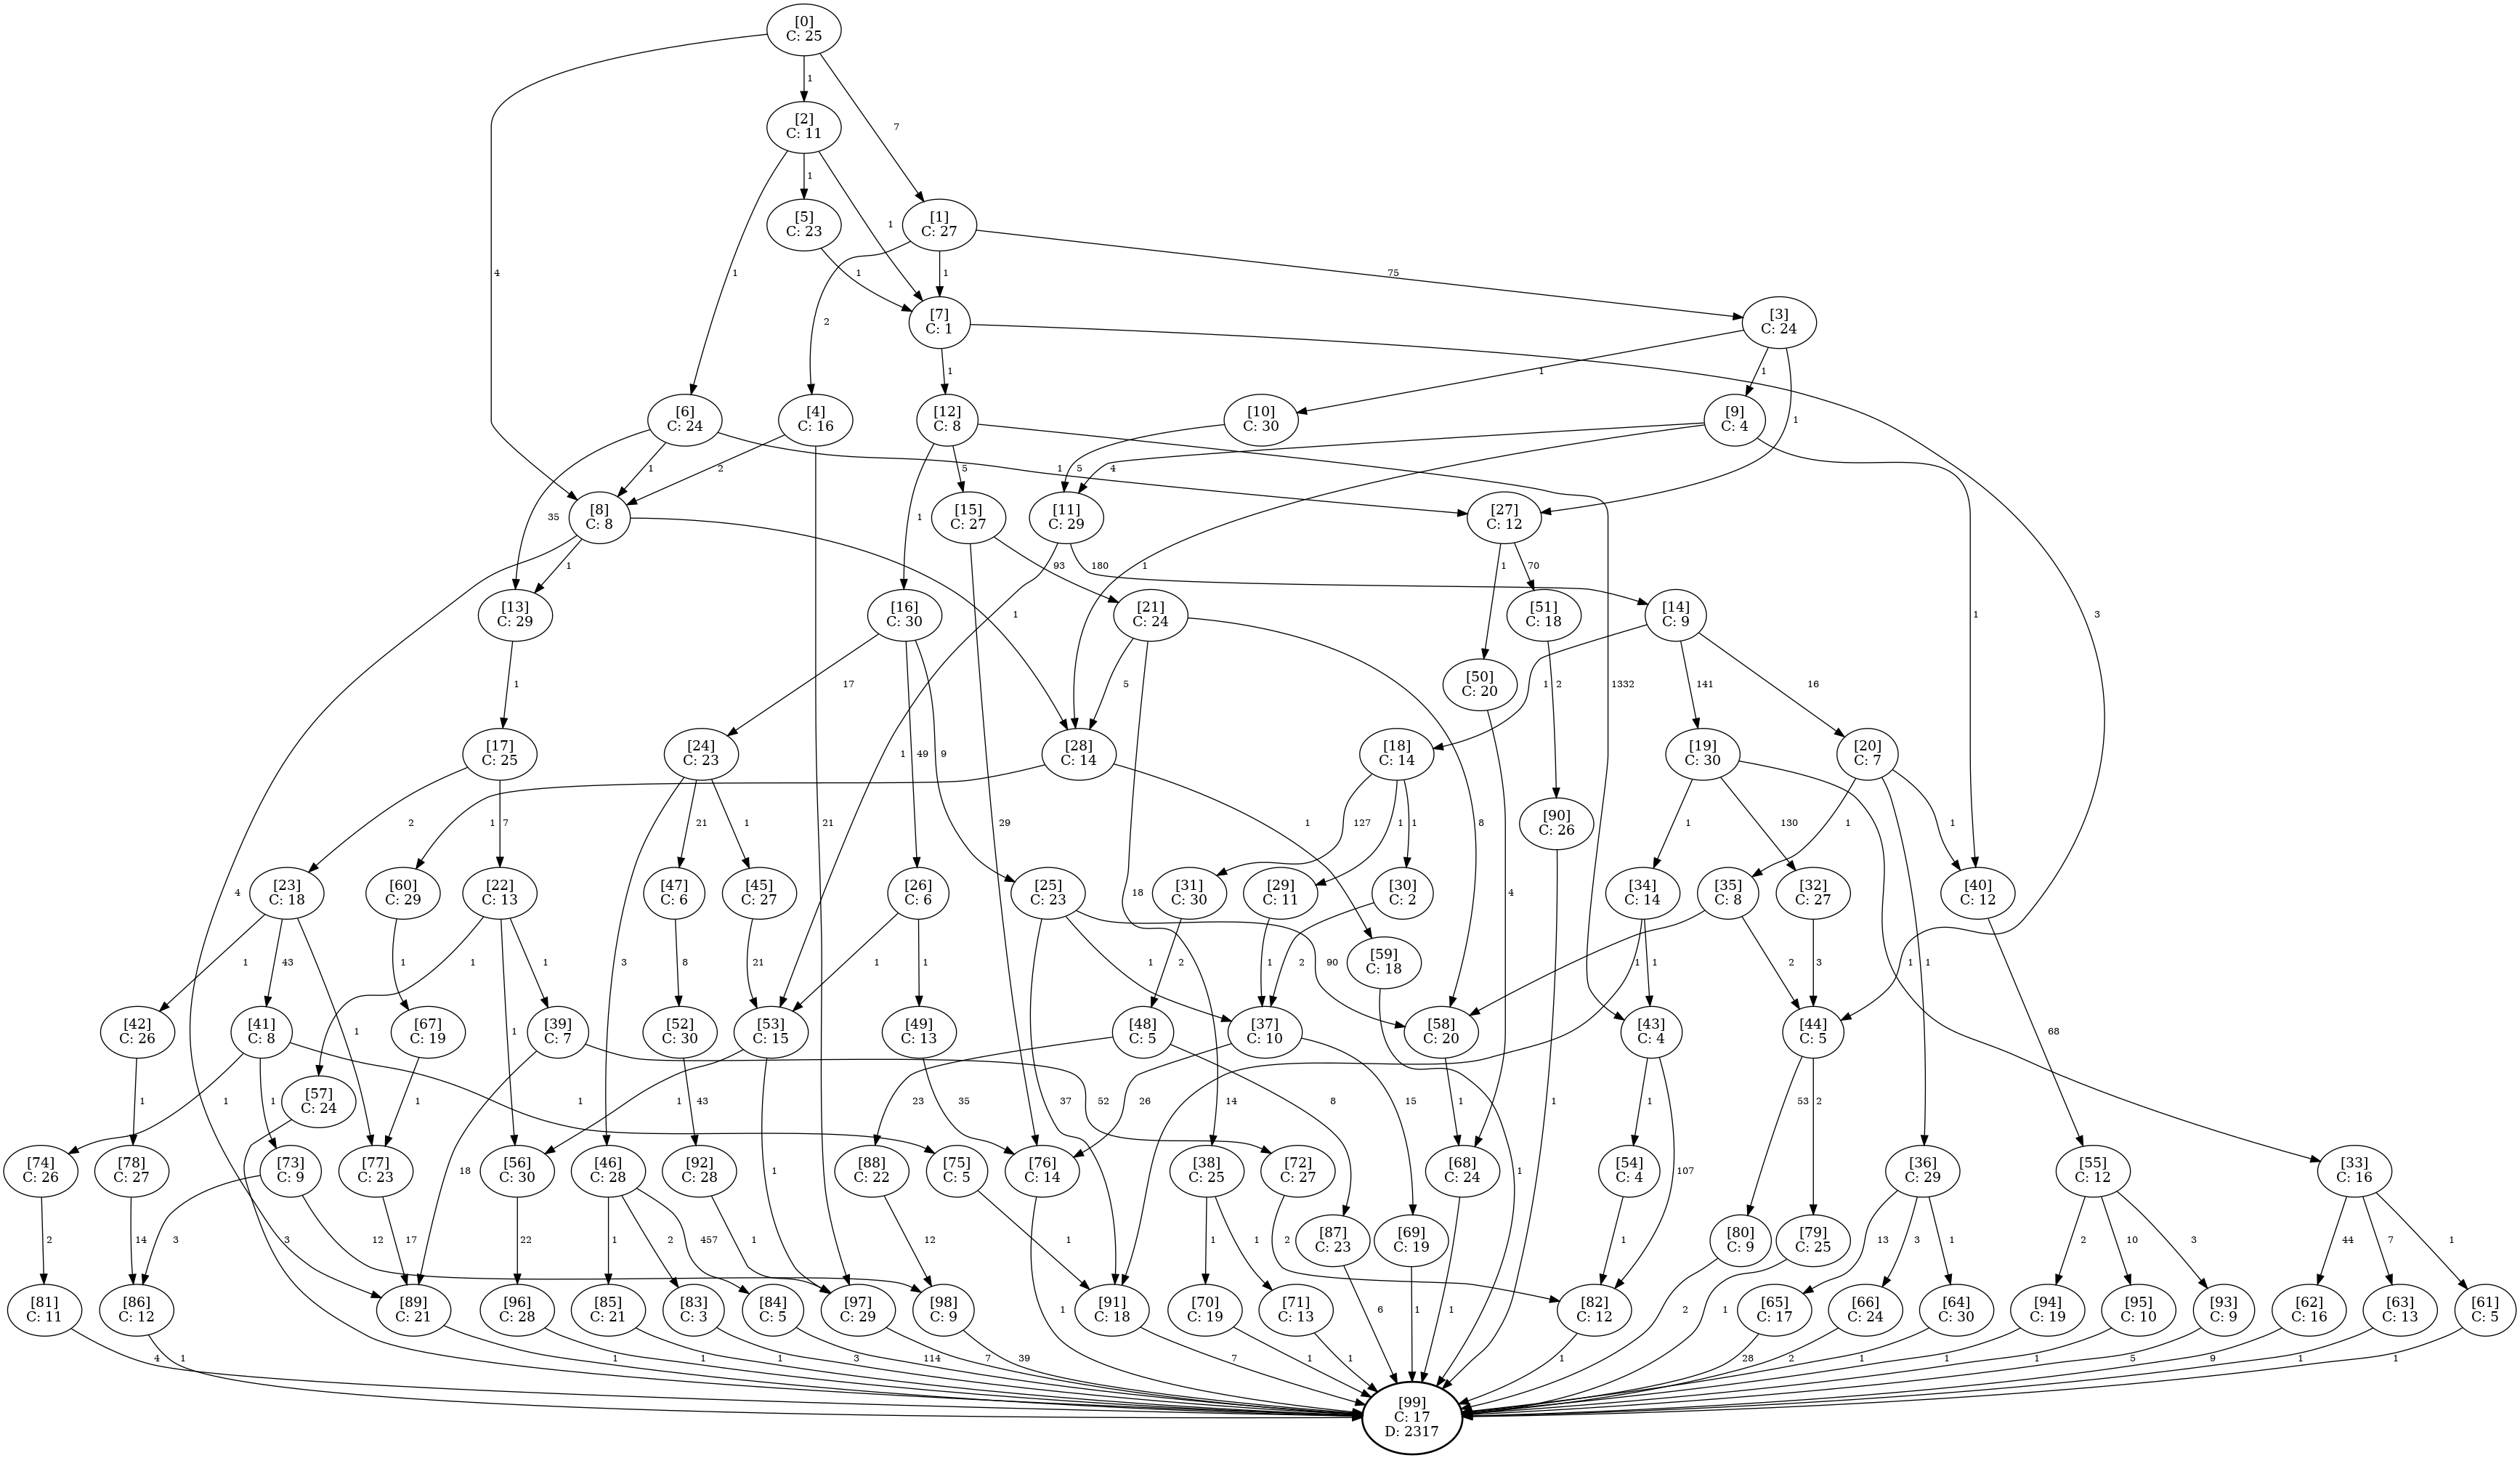 [0]
C: 25
1
7
4
[2]
C: 11
1
1
1
[5]
C: 23
[1]
C: 27
1
2
1
75
[7]
C: 1
[3]
C: 24
1
3
1
1
1
[6]
C: 24
[4]
C: 16
[12]
C: 8
[10]
C: 30
[9]
C: 4
35
1
1
2
21
1
5
1332
5
4
1
1
[8]
C: 8
[15]
C: 27
[11]
C: 29
[27]
C: 12
4
1
1
29
93
1
180
1
70
[13]
C: 29
[16]
C: 30
[21]
C: 24
[51]
C: 18
[14]
C: 9
1
17
49
9
18
5
8
2
1
141
16
[50]
C: 20
4
[17]
C: 25
[24]
C: 23
[28]
C: 14
[18]
C: 14
[19]
C: 30
[20]
C: 7
2
7
3
21
1
1
1
127
1
1
1
130
1
1
1
1
[90]
C: 26
1
[23]
C: 18
[60]
C: 29
[22]
C: 13
[47]
C: 6
[45]
C: 27
[26]
C: 6
[25]
C: 23
[31]
C: 30
[29]
C: 11
[30]
C: 2
[34]
C: 14
[35]
C: 8
[32]
C: 27
[40]
C: 12
1
43
1
1
1
1
1
8
21
1
1
37
1
90
2
1
2
14
1
1
2
3
68
[59]
C: 18
1
[42]
C: 26
[41]
C: 8
[67]
C: 19
[39]
C: 7
[52]
C: 30
[53]
C: 15
[49]
C: 13
[48]
C: 5
[37]
C: 10
[58]
C: 20
[43]
C: 4
[44]
C: 5
1
1
1
1
1
18
52
43
1
1
35
23
8
26
15
1
1
107
53
2
[57]
C: 24
3
[74]
C: 26
[78]
C: 27
[73]
C: 9
[77]
C: 23
[56]
C: 30
[46]
C: 28
[92]
C: 28
[88]
C: 22
[75]
C: 5
[76]
C: 14
[38]
C: 25
[72]
C: 27
[68]
C: 24
[54]
C: 4
[36]
C: 29
[55]
C: 12
[33]
C: 16
2
14
3
12
17
22
1
2
457
1
12
1
1
1
1
2
1
1
13
3
1
2
10
3
44
7
1
[87]
C: 23
[69]
C: 19
[80]
C: 9
[79]
C: 25
6
1
2
1
[81]
C: 11
[86]
C: 12
[89]
C: 21
[96]
C: 28
[85]
C: 21
[83]
C: 3
[84]
C: 5
[97]
C: 29
[98]
C: 9
[91]
C: 18
[70]
C: 19
[71]
C: 13
[82]
C: 12
[65]
C: 17
[66]
C: 24
[64]
C: 30
[94]
C: 19
[95]
C: 10
[93]
C: 9
[62]
C: 16
[63]
C: 13
[61]
C: 5
4
1
1
1
1
3
114
7
39
7
1
1
1
28
2
1
1
1
5
9
1
1
[99]
C: 17
D: 2317